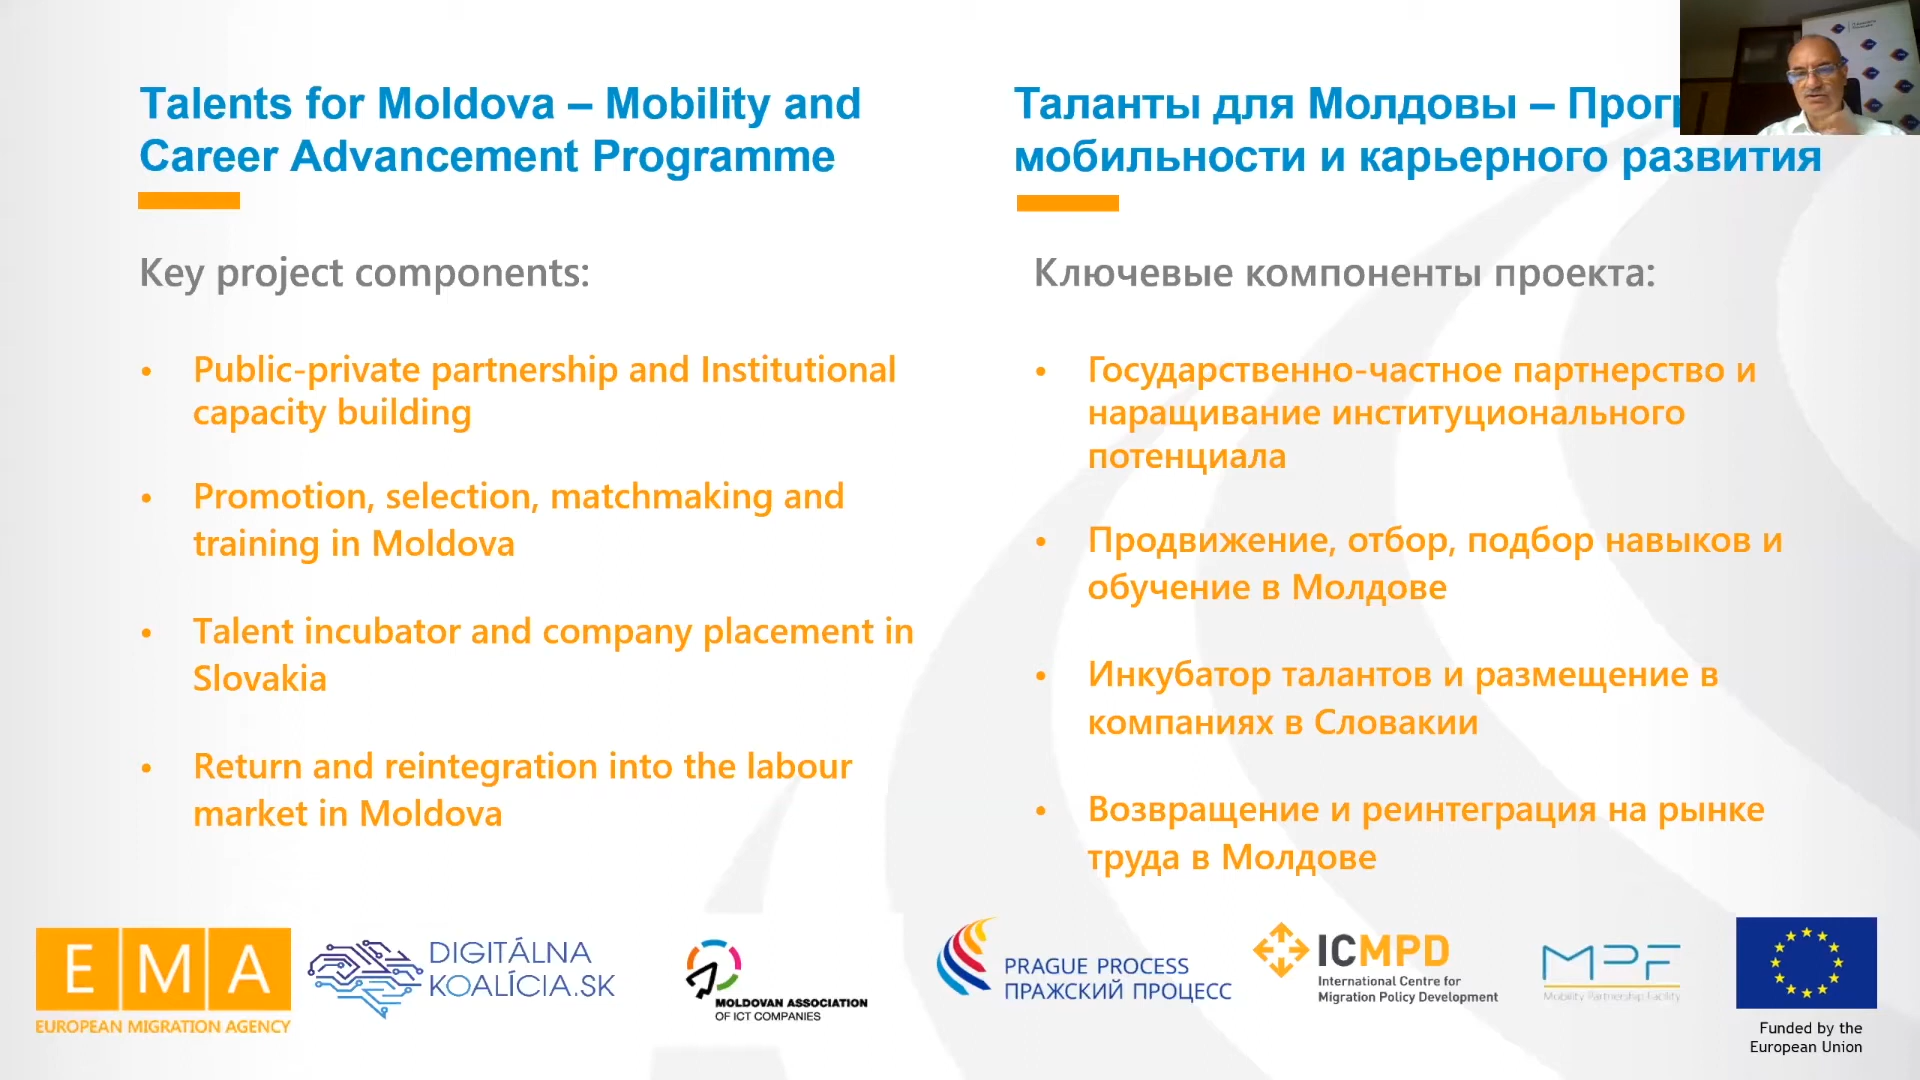 Talents for Moldova – Mobility and
Career Advancement Programme
Key project components:
• Public-private partnership and Institutional
capacity building
• Promotion, selection, matchmaking and
training in Moldova
• Talent incubator and company placement in
Slovakia
• Return and reintegration into the labour
market in Moldova
Таланты для Молдовы –
мобильности и карьерного развития
Ключевые компоненты проекта:
• Государственно-частное партнерство и
наращивание институционального
потенциала
• Продвижение, отбор, подбор навыков и
обучение в Молдове
• Инкубатор талантов и размещение в
компаниях в Словакии
• Возвращение и реинтеграция на рынке
труда в Молдове
EMA
EUROPEAN MIGRATION AGENCY
DIGITÁLNA
KOALÍCIA.SK
MOLDOVAN ASSOCIATION
OF ICT COMPANIES
PRAGUE PROCESS
ПРАЖСКИЙ ПРОЦЕСС
ICMPD
International Centre for
Migration Policy Development
MPF
Mobility Partnership Facility
Funded by the
European Union